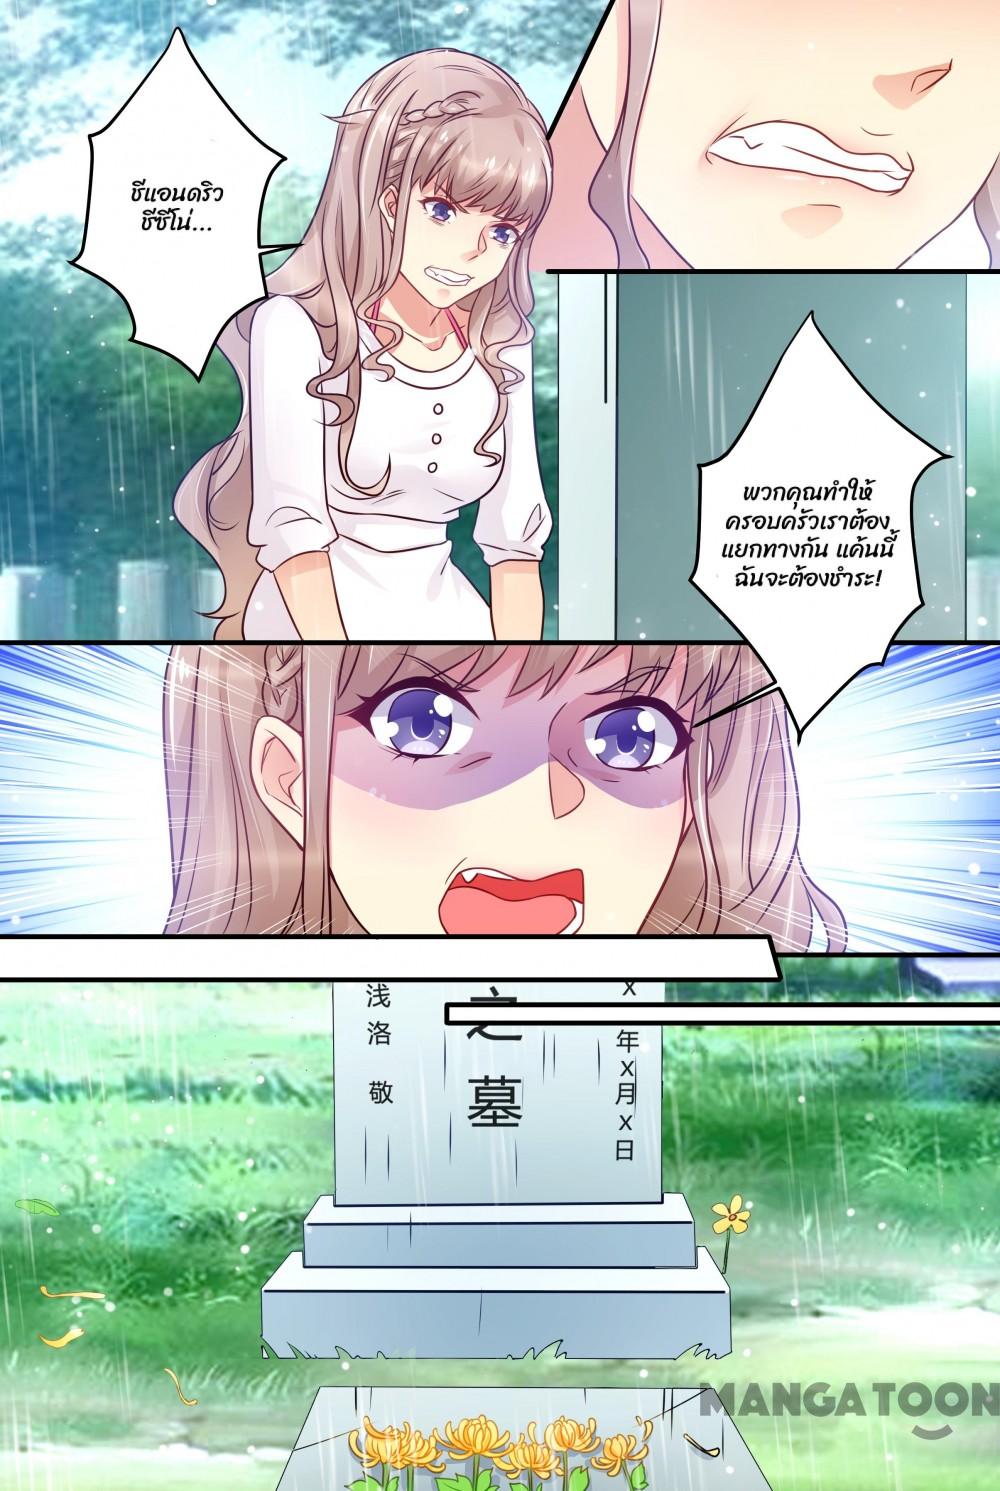 ชีแอนดริว
ชีซีโน่...
พวกคุณทำให้
ครอบครัวเราต้อง
แยกทางกัน แค้นนี้
ฉันจะต้องชำระ!
x年x月x日
之墓
浅洛 敬
MANGATOON